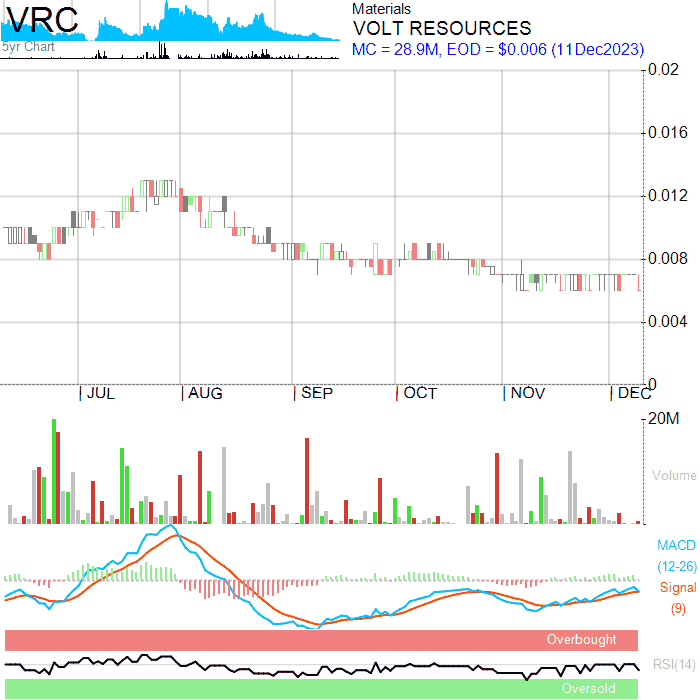 VRC
5yr Chart
Materials
VOLT RESOURCES
MC = 28.9M, EOD = $0.006 (11Dec2023)
0.02
0.016
0.012
0.008
0.004
0
JUL AUG SEP OCT NOV DEC
20M
Volume
MACD
(12-26)
Signal
(9)
Overbought
RSI(14)
Oversold